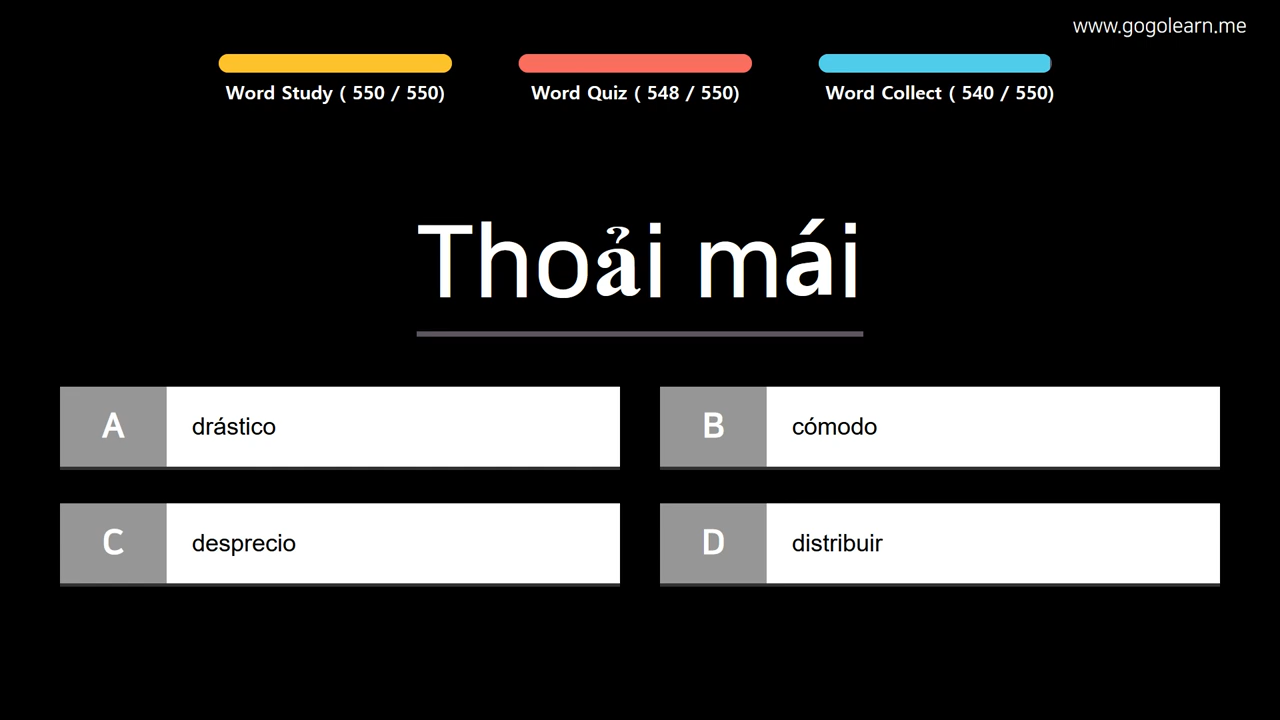 www.gogolearn.me
Word Study ( 550 / 550)
Word Quiz ( 548 / 550)
Word Collect ( 540 / 550)
Thoải mái
A
drástico
B
cómodo
C
desprecio
D
distribuir